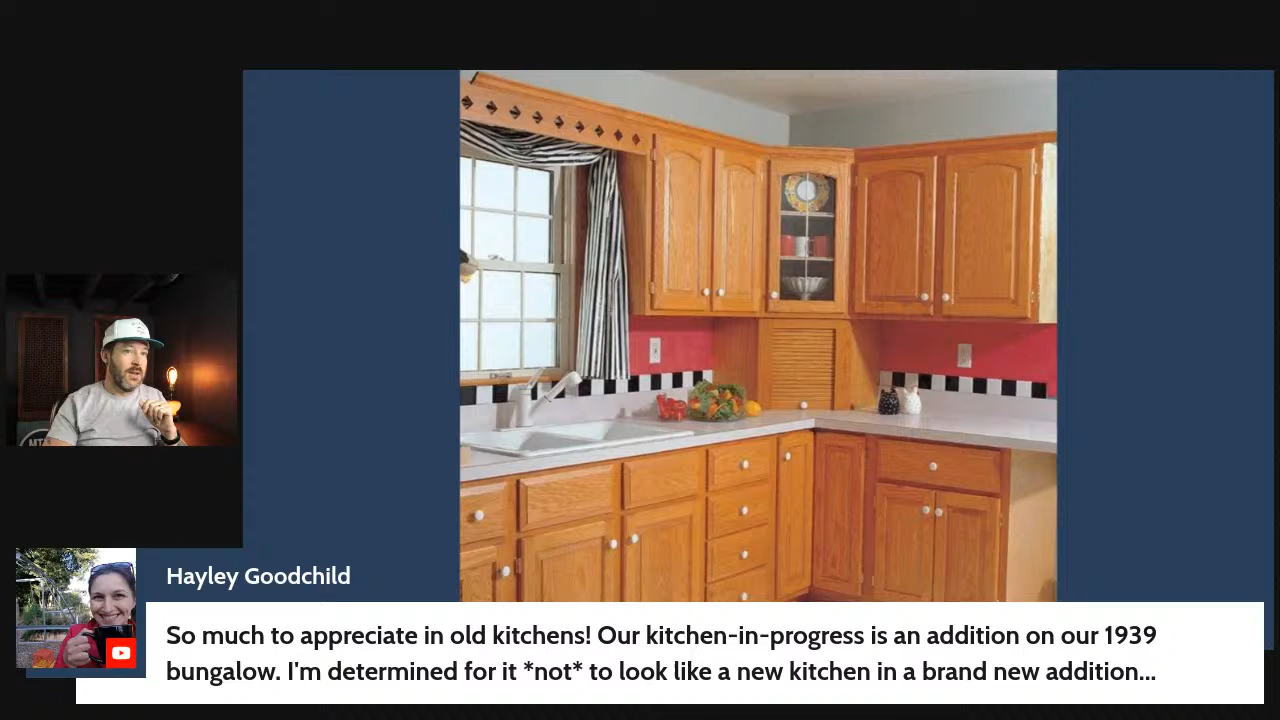 Hayley Goodchild
So much to appreciate in old kitchens! Our kitchen-in-progress is an addition on our 1939
bungalow. I'm determined for it *not* to look like a new kitchen in a brand new addition...